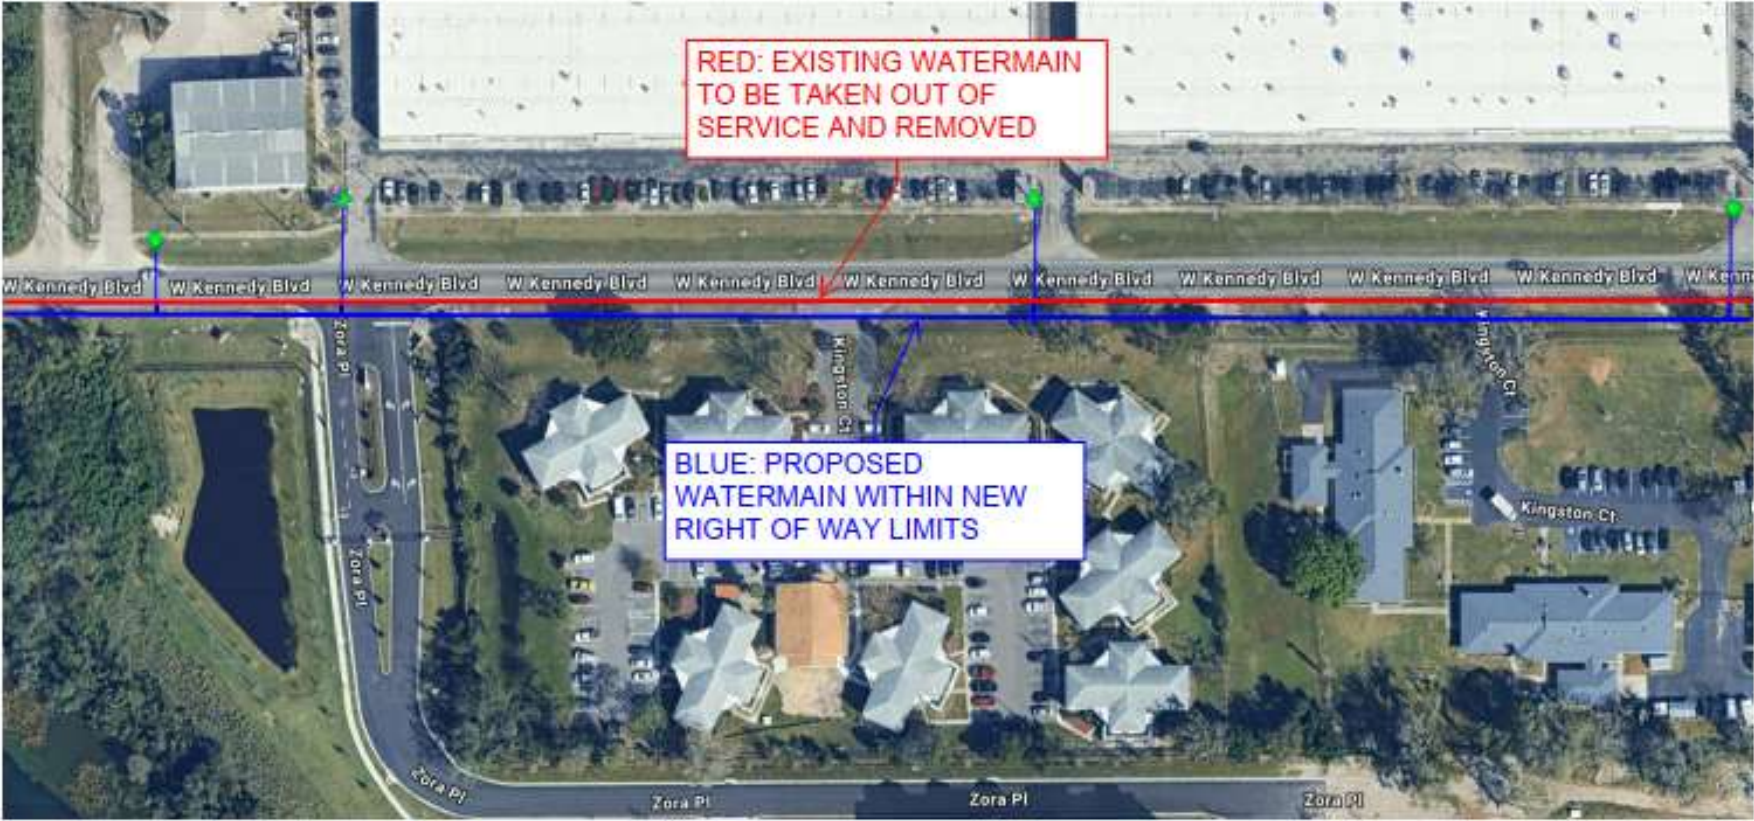 RED: EXISTING WATERMAIN
TO BE TAKEN OUT OF
SERVICE AND REMOVED
W Kennedy Blvd
W Kennedy Blvd
W Kennedy Blvd
W Kennedy Blvd
W Kennedy Blvd
W Kennedy Blvd
W Kennedy Blvd
W Kennedy Blvd
W Kennedy Blvd
W Kennedy Blvd
W Kenn
Zora Pl
Kingston Ct
Kingston Ct
BLUE: PROPOSED
WATERMAIN WITHIN NEW
RIGHT OF WAY LIMITS
Kingston Ct
Zora Pl
Zora Pl
Zora Pl
Zora Pl
Zora Pl